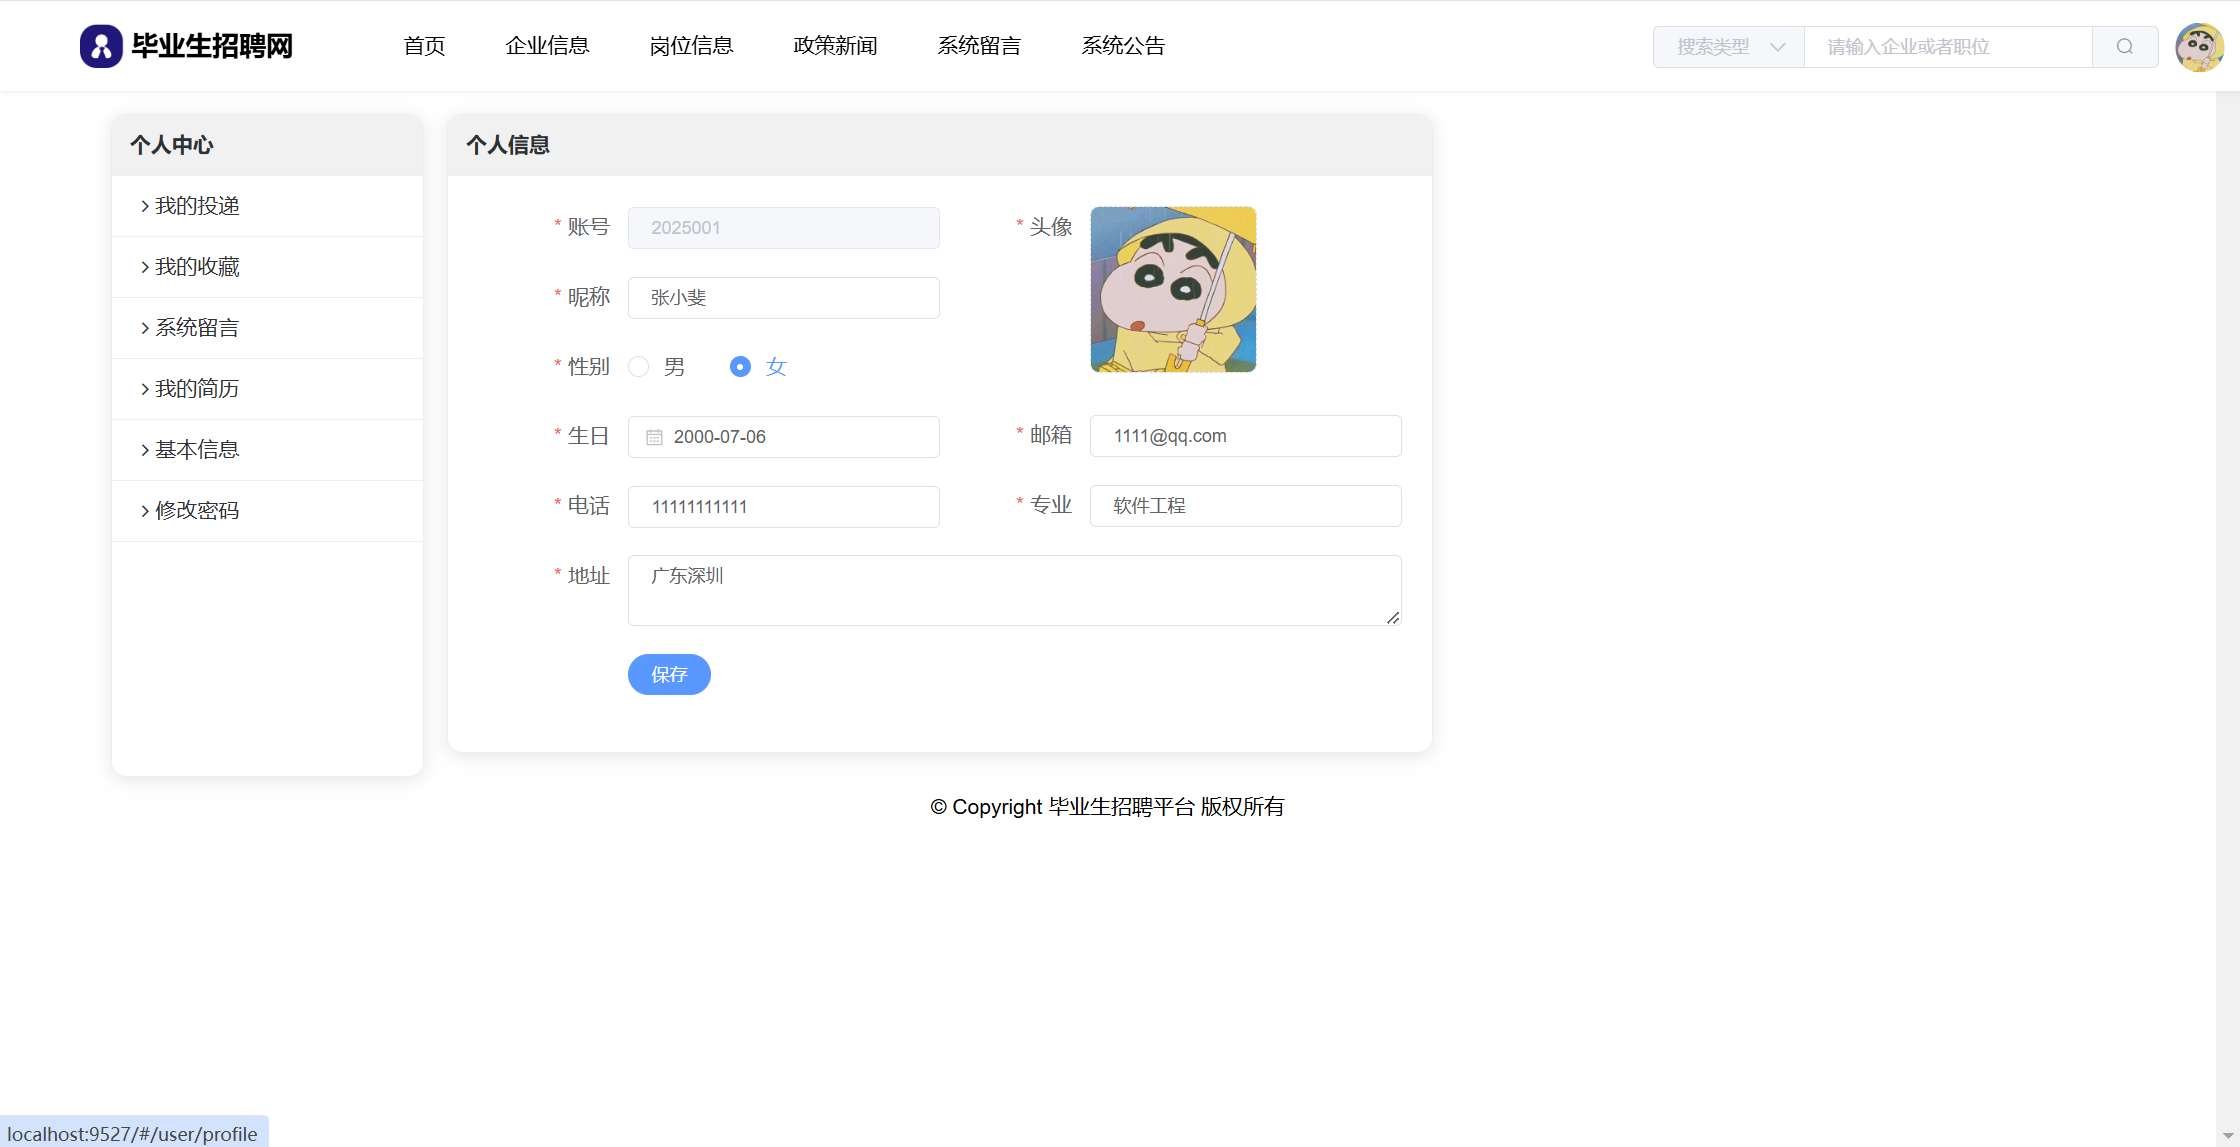 毕业生招聘网 首页 企业信息 岗位信息 政策新闻 系统留言 系统公告 搜索类型 请输入企业或者职位
个人中心
我的投递
我的收藏
系统留言
我的简历
基本信息
修改密码
个人信息
* 账号 2025001 * 头像
* 昵称 张小斐
* 性别 男 女
* 生日 2000-07-06 * 邮箱 1111@qq.com
* 电话 11111111111 * 专业 软件工程
* 地址 广东深圳
保存
© Copyright 毕业生招聘平台 版权所有
localhost:9527/#/user/profile